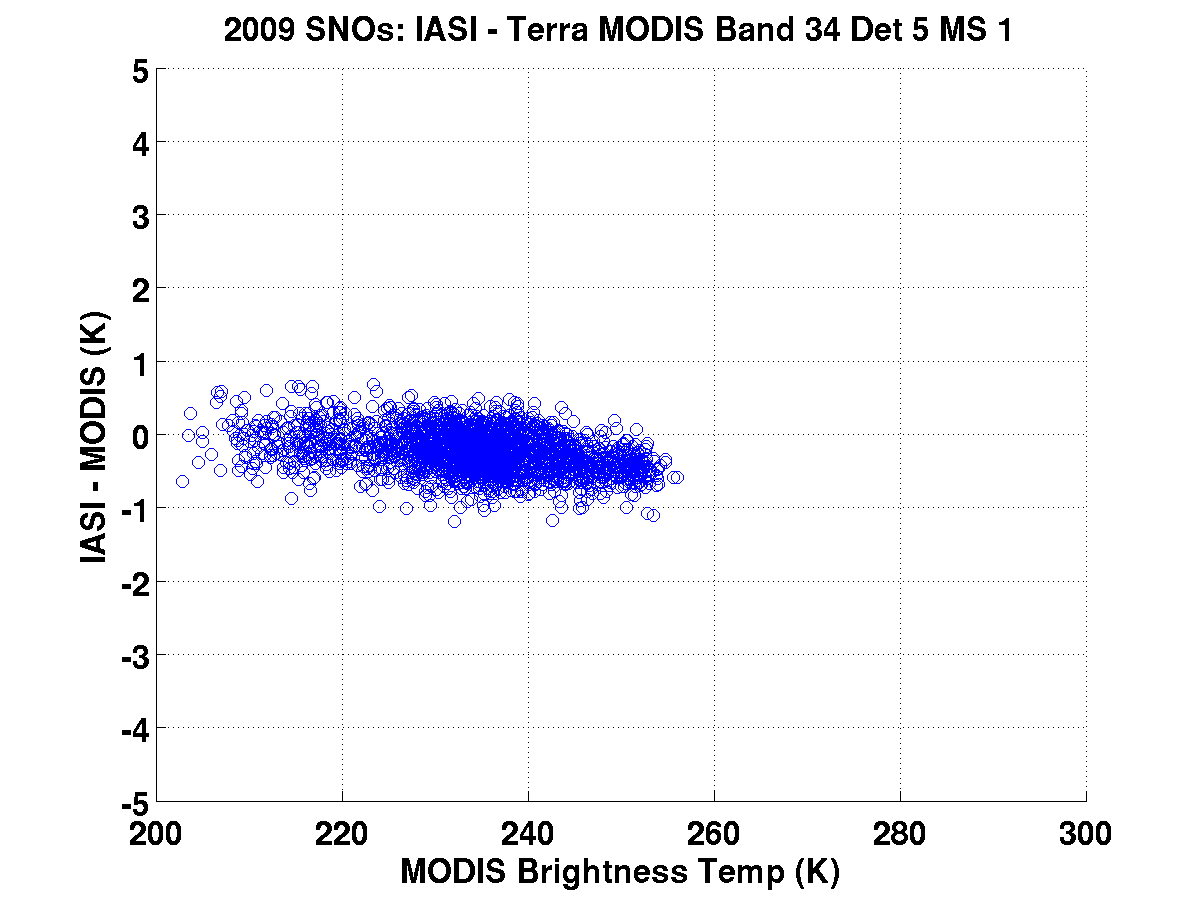 2009 SNOs: IASI - Terra MODIS Band 34 Det 5 MS 1
5
4
3
2
1
0
-1
-2
-3
-4
-5
IASI - MODIS (K)
200 220 240 260 280 300
MODIS Brightness Temp (K)